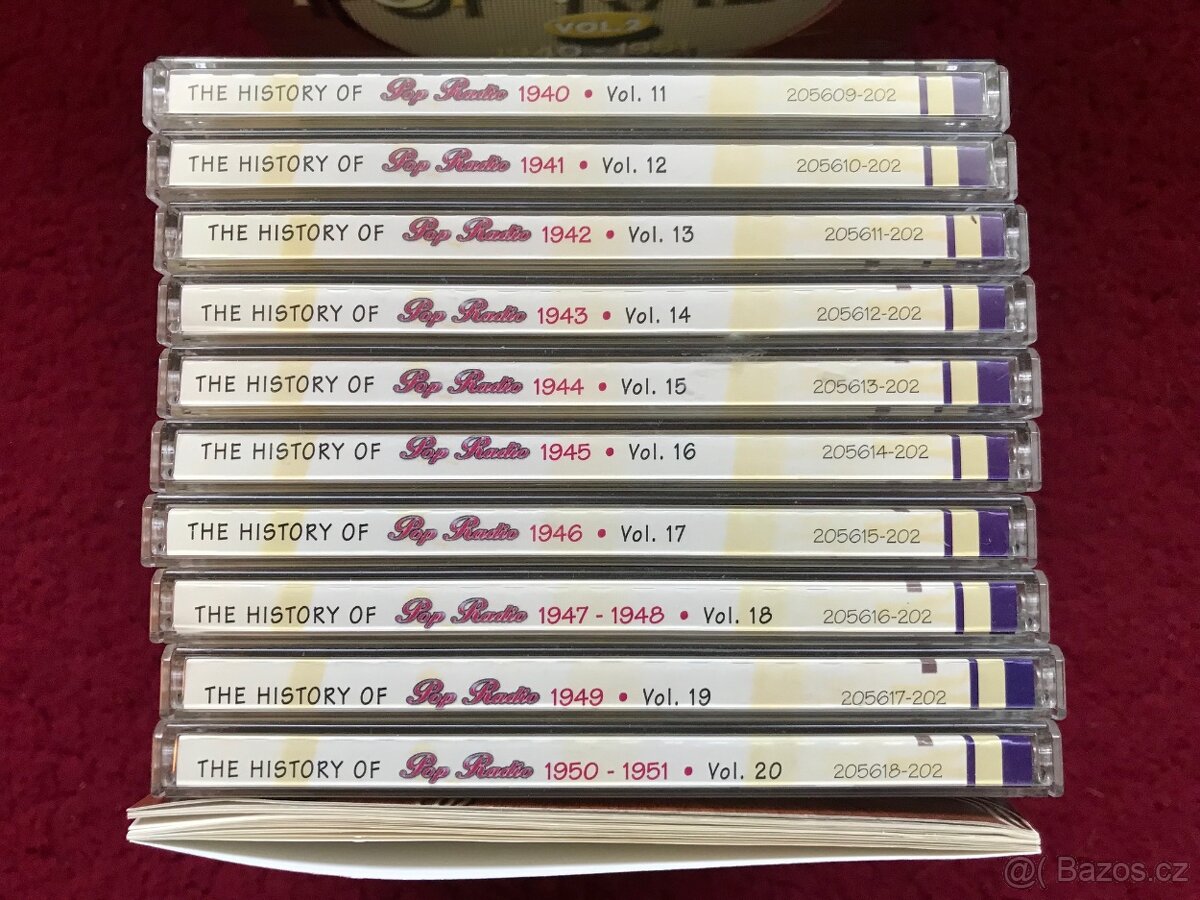 VOL.2
THE HISTORY OF Pop Radio 1940 • Vol. 11 205609-202
THE HISTORY OF Pop Radio 1941 • Vol. 12 205610-202
THE HISTORY OF Pop Radio 1942 • Vol. 13 205611-202
THE HISTORY OF Pop Radio 1943 • Vol. 14 205612-202
THE HISTORY OF Pop Radio 1944 • Vol. 15 205613-202
THE HISTORY OF Pop Radio 1945 • Vol. 16 205614-202
THE HISTORY OF Pop Radio 1946 • Vol. 17 205615-202
THE HISTORY OF Pop Radio 1947 - 1948 • Vol. 18 205616-202
THE HISTORY OF Pop Radio 1949 • Vol. 19 205617-202
THE HISTORY OF Pop Radio 1950 - 1951 • Vol. 20 205618-202
@( Bazos.cz